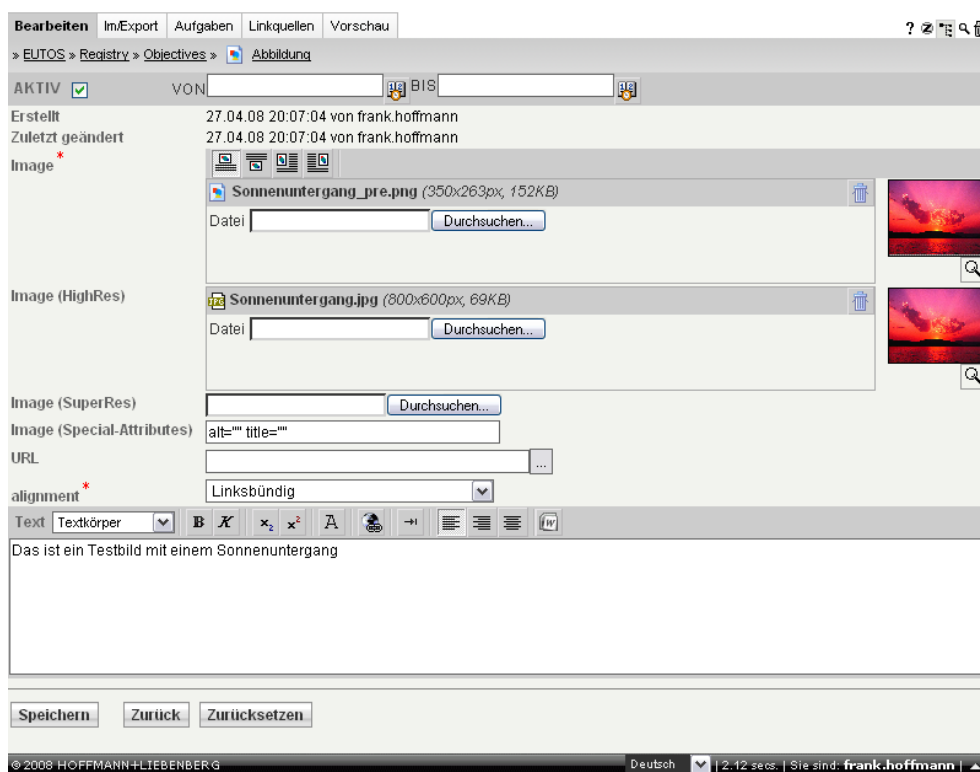 Bearbeiten Im/Export Aufgaben Linkquellen Vorschau
» EUTOS » Registry » Objectives » Abbildung
AKTIV VON BIS
Erstellt 27.04.08 20:07:04 von frank.hoffmann
Zuletzt geändert 27.04.08 20:07:04 von frank.hoffmann
Image *
Sonnenuntergang_pre.png (350x263px, 152KB)
Datei Durchsuchen...
Image (HighRes) Sonnenuntergang.jpg (800x600px, 69KB)
Datei Durchsuchen...
Image (SuperRes) Durchsuchen...
Image (Special-Attributes) alt="" title=""
URL ...
alignment * Linksbündig
Text Textkörper B K x₂ x² A W
Das ist ein Testbild mit einem Sonnenuntergang
Speichern Zurück Zurücksetzen
© 2008 HOFFMANN+LIEBENBERG Deutsch | 2.12 secs. | Sie sind: frank.hoffmann |